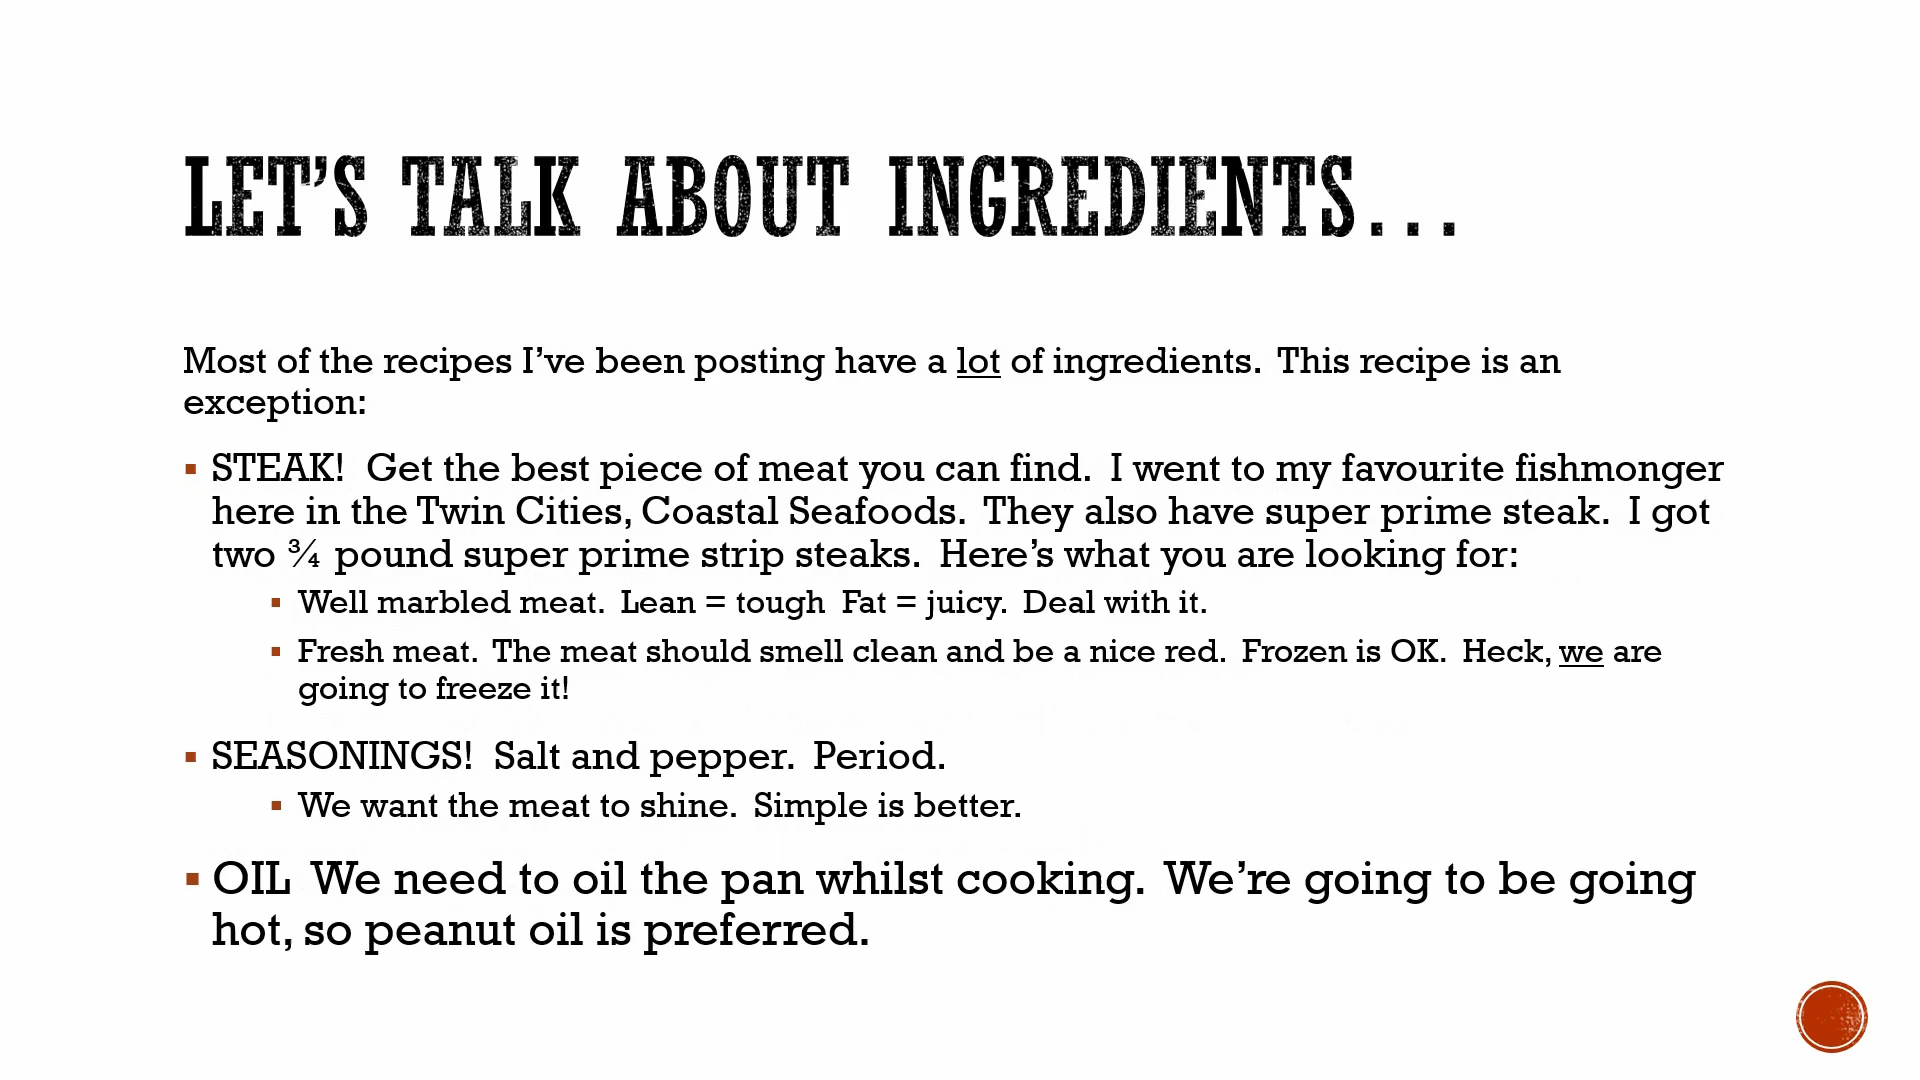 LET’S TALK ABOUT INGREDIENTS...
Most of the recipes I’ve been posting have a lot of ingredients.  This recipe is an
exception:
▪ STEAK!  Get the best piece of meat you can find.  I went to my favourite fishmonger
here in the Twin Cities, Coastal Seafoods.  They also have super prime steak.  I got
two ¾ pound super prime strip steaks.  Here’s what you are looking for:
▪ Well marbled meat.  Lean = tough  Fat = juicy.  Deal with it.
▪ Fresh meat.  The meat should smell clean and be a nice red.  Frozen is OK.  Heck, we are
going to freeze it!
▪ SEASONINGS!  Salt and pepper.  Period.
▪ We want the meat to shine.  Simple is better.
▪ OIL  We need to oil the pan whilst cooking.  We’re going to be going
hot, so peanut oil is preferred.